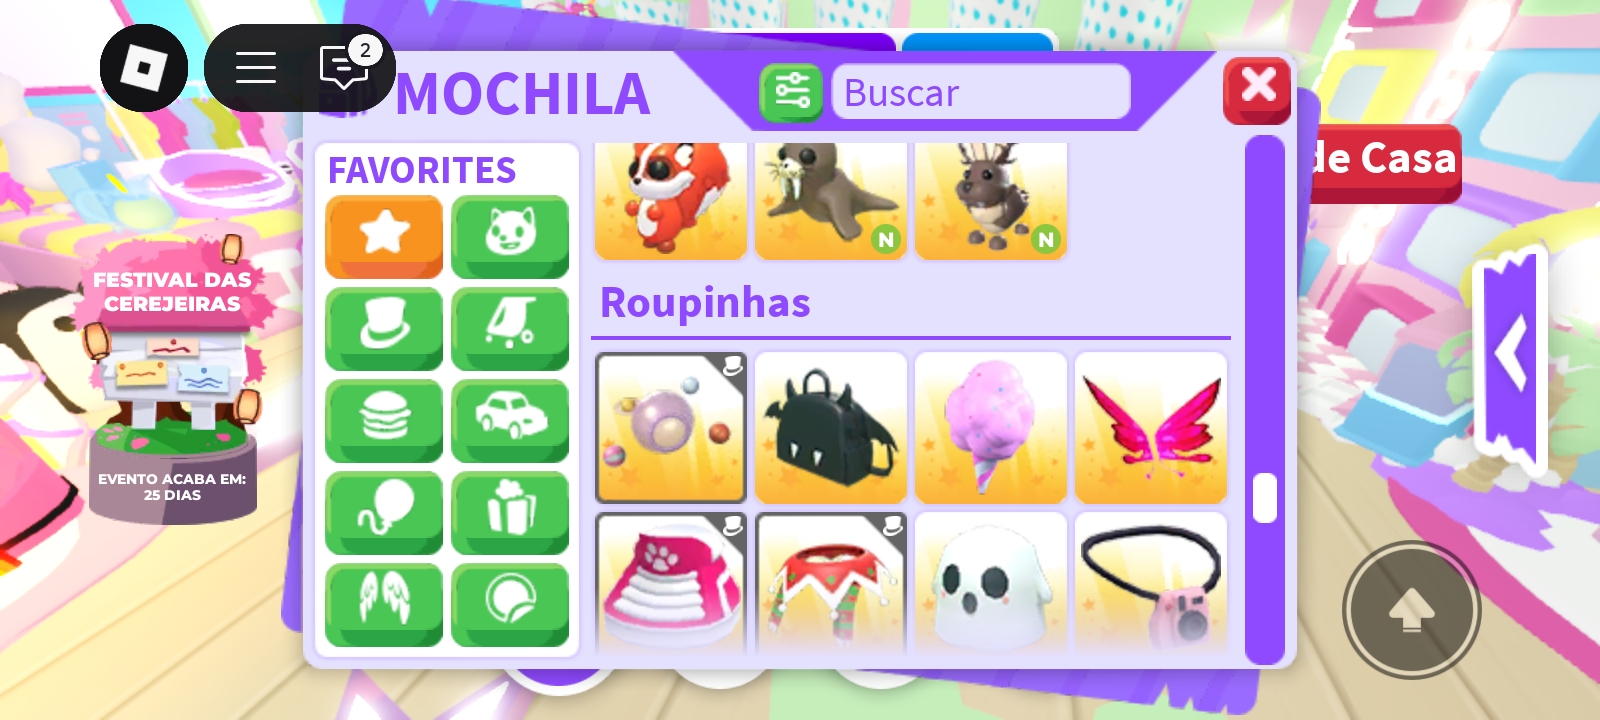 2
MOCHILA
Buscar
FAVORITES
de Casa
N
N
Roupinhas
FESTIVAL DAS
CEREJEIRAS
EVENTO ACABA EM:
25 DIAS